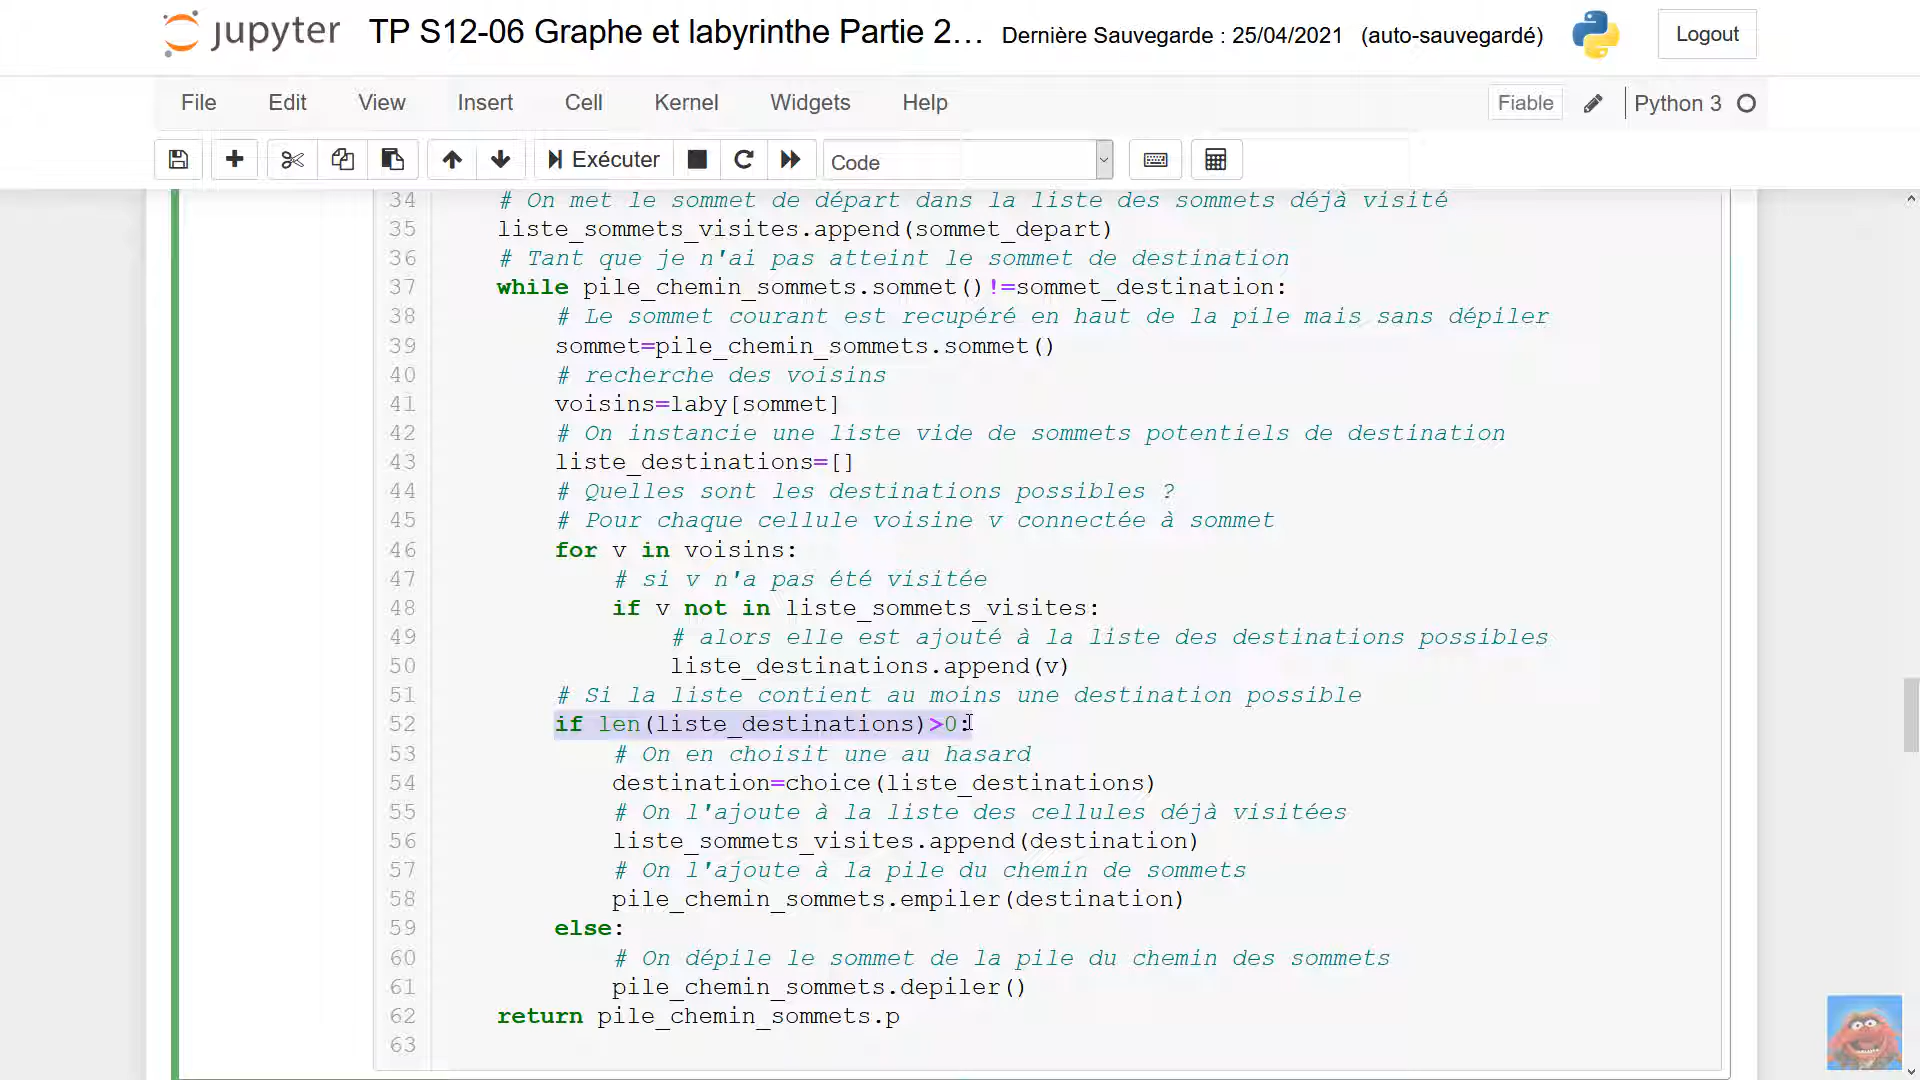 jupyter TP S12-06 Graphe et labyrinthe Partie 2... Dernière Sauvegarde : 25/04/2021 (auto-sauvegardé) Logout
File Edit View Insert Cell Kernel Widgets Help Fiable Python 3
Exécuter Code
34 # On met le sommet de départ dans la liste des sommets déjà visité
35 liste_sommets_visites.append(sommet_depart)
36 # Tant que je n'ai pas atteint le sommet de destination
37 while pile_chemin_sommets.sommet()!=sommet_destination:
38 # Le sommet courant est recupéré en haut de la pile mais sans dépiler
39 sommet=pile_chemin_sommets.sommet()
40 # recherche des voisins
41 voisins=laby[sommet]
42 # On instancie une liste vide de sommets potentiels de destination
43 liste_destinations=[]
44 # Quelles sont les destinations possibles ?
45 # Pour chaque cellule voisine v connectée à sommet
46 for v in voisins:
47 # si v n'a pas été visitée
48 if v not in liste_sommets_visites:
49 # alors elle est ajouté à la liste des destinations possibles
50 liste_destinations.append(v)
51 # Si la liste contient au moins une destination possible
52 if len(liste_destinations)>0:
53 # On en choisit une au hasard
54 destination=choice(liste_destinations)
55 # On l'ajoute à la liste des cellules déjà visitées
56 liste_sommets_visites.append(destination)
57 # On l'ajoute à la pile du chemin de sommets
58 pile_chemin_sommets.empiler(destination)
59 else:
60 # On dépile le sommet de la pile du chemin des sommets
61 pile_chemin_sommets.depiler()
62 return pile_chemin_sommets.p
63